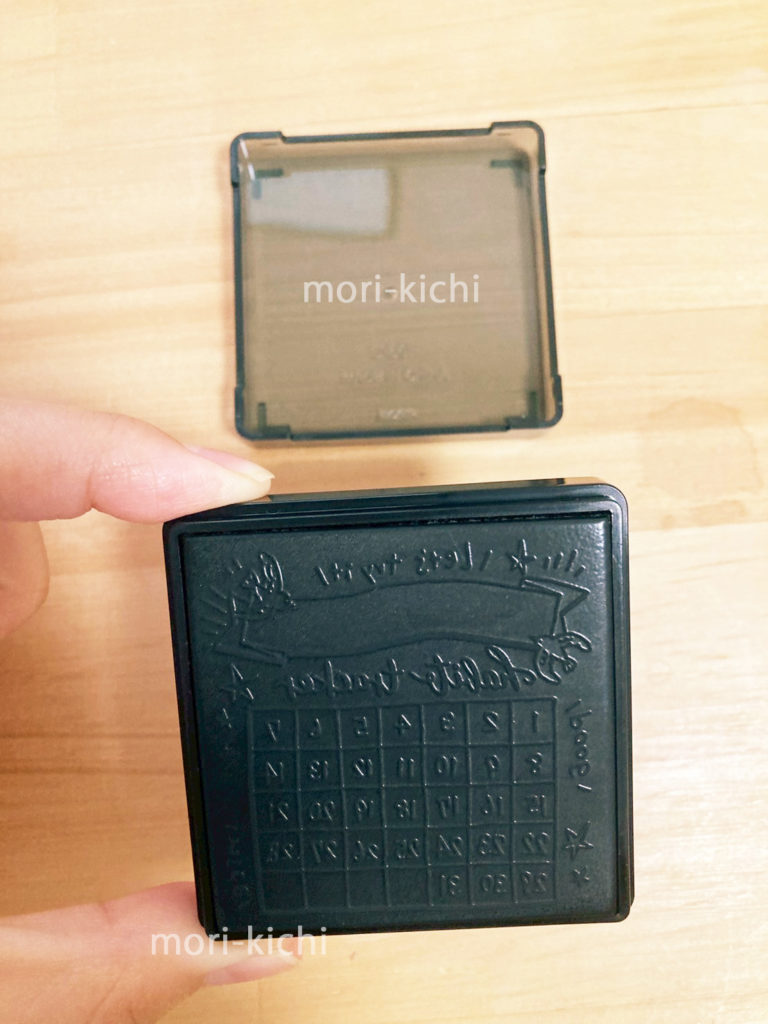 mori-kichi
Let's try it!
habits tracker
1 2 3 4 5 6 7
8 9 10 11 12 13 14
15 16 17 18 19 20 21
22 23 24 25 26 27 28
29 30 31
mori-kichi